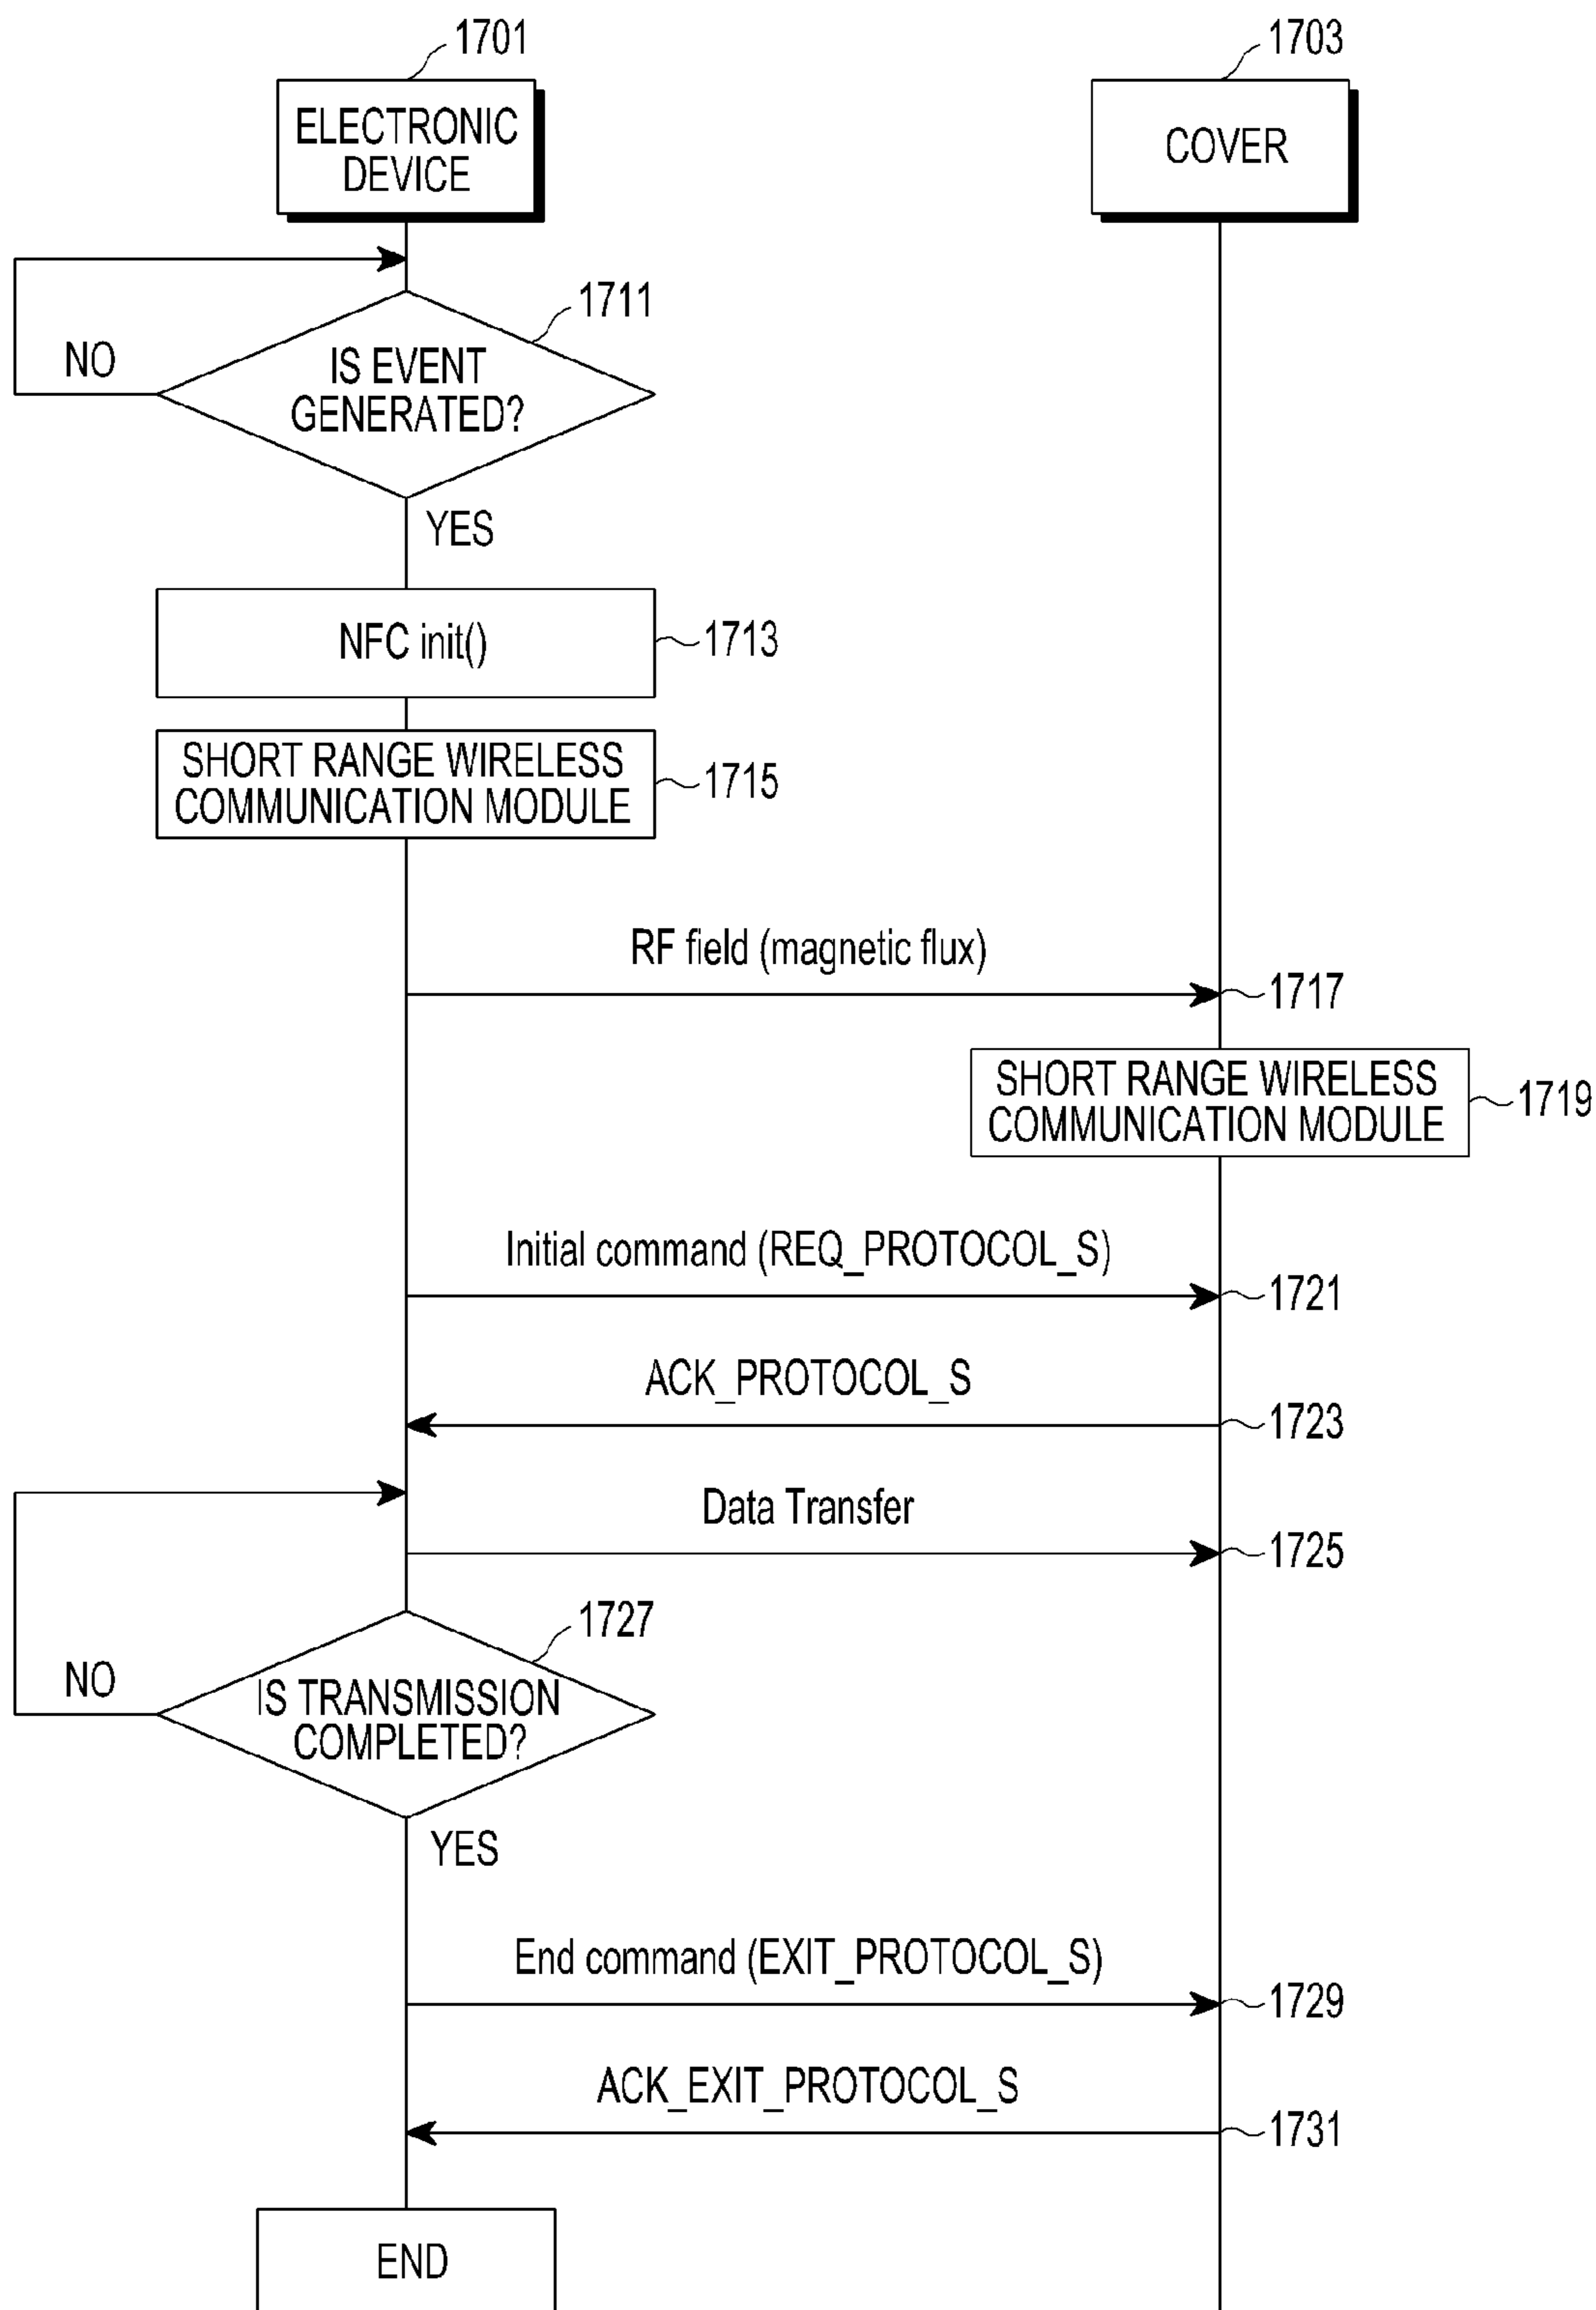 1701
1703
ELECTRONIC
DEVICE
COVER
1711
NO
IS EVENT
GENERATED?
YES
NFC init()
1713
SHORT RANGE WIRELESS
COMMUNICATION MODULE
1715
RF field (magnetic flux)
1717
SHORT RANGE WIRELESS
COMMUNICATION MODULE
1719
Initial command (REQ_PROTOCOL_S)
1721
ACK_PROTOCOL_S
1723
Data Transfer
1725
1727
NO
IS TRANSMISSION
COMPLETED?
YES
End command (EXIT_PROTOCOL_S)
1729
ACK_EXIT_PROTOCOL_S
1731
END